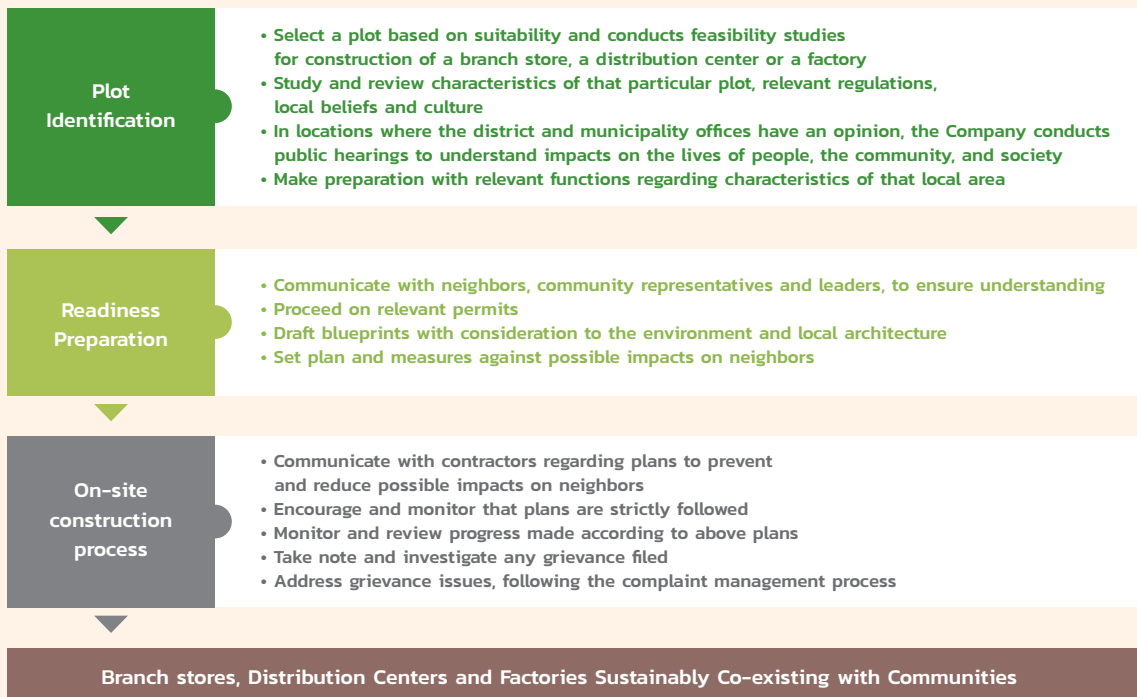 Plot
Identification
• Select a plot based on suitability and conducts feasibility studies
for construction of a branch store, a distribution center or a factory
• Study and review characteristics of that particular plot, relevant regulations,
local beliefs and culture
• In locations where the district and municipality offices have an opinion, the Company conducts
public hearings to understand impacts on the lives of people, the community, and society
• Make preparation with relevant functions regarding characteristics of that local area
Readiness
Preparation
• Communicate with neighbors, community representatives and leaders, to ensure understanding
• Proceed on relevant permits
• Draft blueprints with consideration to the environment and local architecture
• Set plan and measures against possible impacts on neighbors
On-site
construction
process
• Communicate with contractors regarding plans to prevent
and reduce possible impacts on neighbors
• Encourage and monitor that plans are strictly followed
• Monitor and review progress made according to above plans
• Take note and investigate any grievance filed
• Address grievance issues, following the complaint management process
Branch stores, Distribution Centers and Factories Sustainably Co-existing with Communities